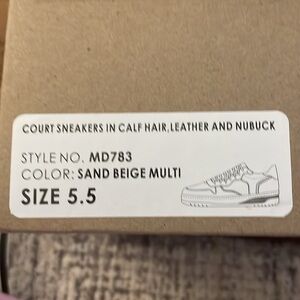 COURT SNEAKERS IN CALF HAIR, LEATHER AND NUBUCK
STYLE NO. MD783
COLOR: SAND BEIGE MULTI
SIZE 5.5